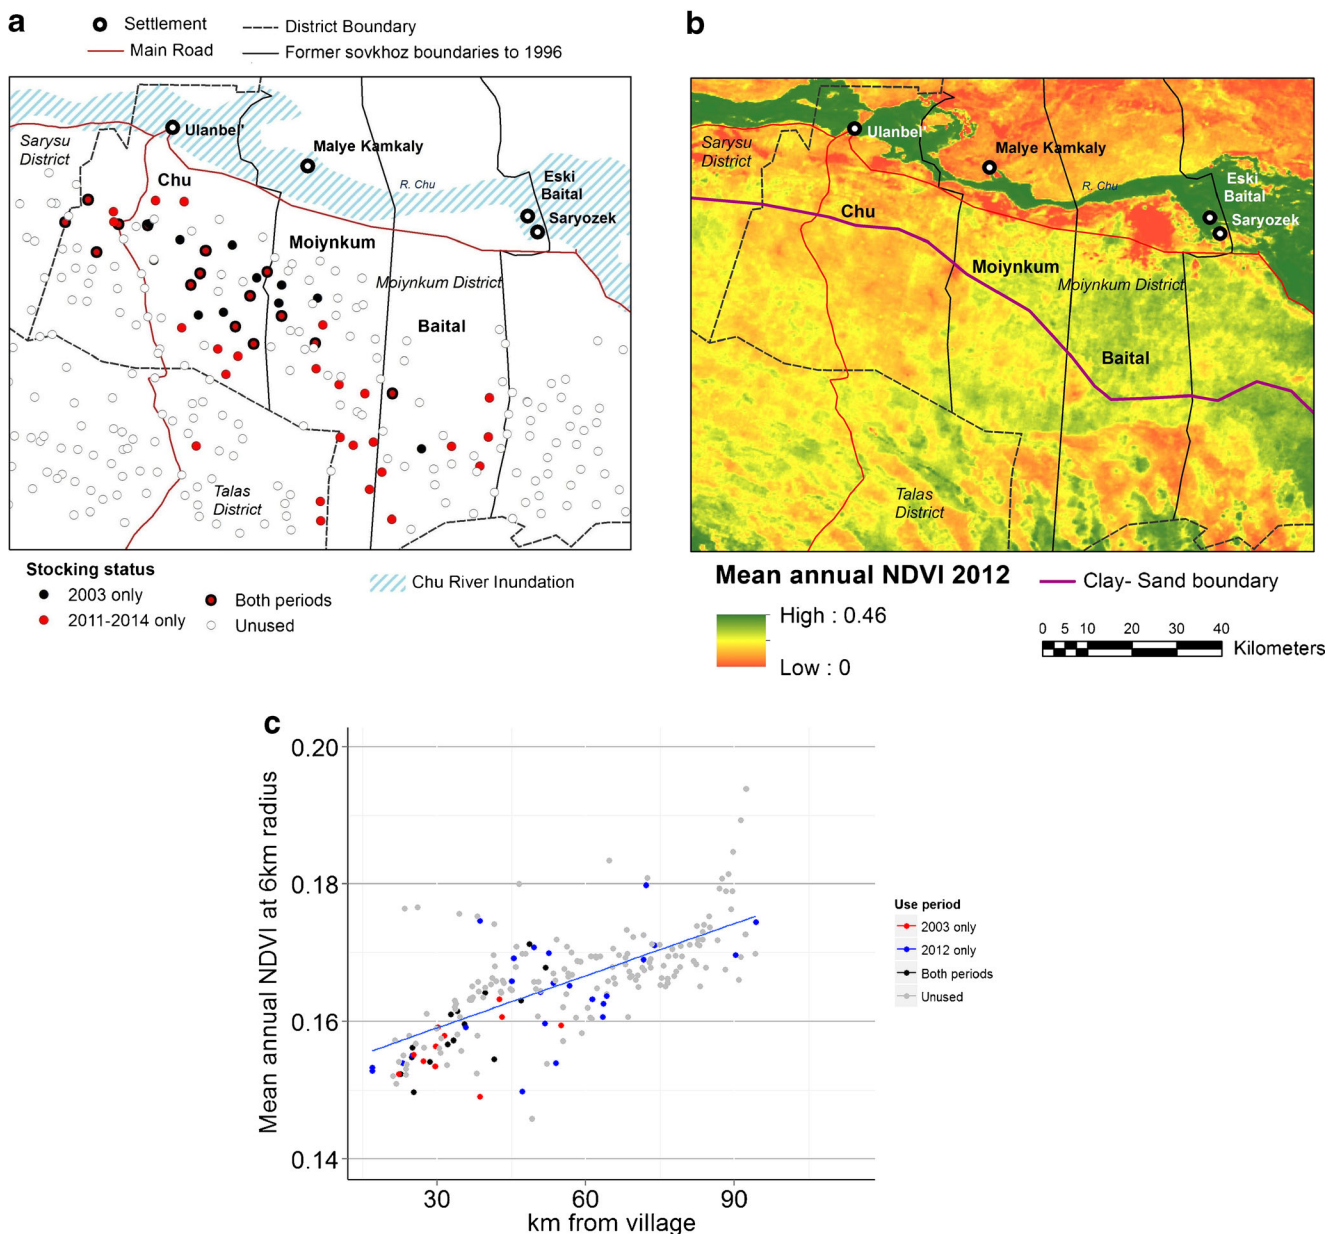 a
Settlement
District Boundary
Main Road
Former sovkhoz boundaries to 1996
Sarysu
District
Ulanbel'
Malye Kamkaly
Chu
R. Chu
Eski
Baital
Saryozek
Moiynkum
Moiynkum District
Baital
Talas
District
Stocking status
2003 only
2011-2014 only
Both periods
Unused
Chu River Inundation
b
Sarysu
District
Ulanbel'
Malye Kamkaly
R. Chu
Eski
Baital
Saryozek
Chu
Moiynkum
Moiynkum District
Baital
Talas
District
Mean annual NDVI 2012
High : 0.46
Low : 0
Clay- Sand boundary
0 5 10 20 30 40
Kilometers
c
Mean annual NDVI at 6km radius
0.20
0.18
0.16
0.14
30 60 90
km from village
Use period
2003 only
2012 only
Both periods
Unused